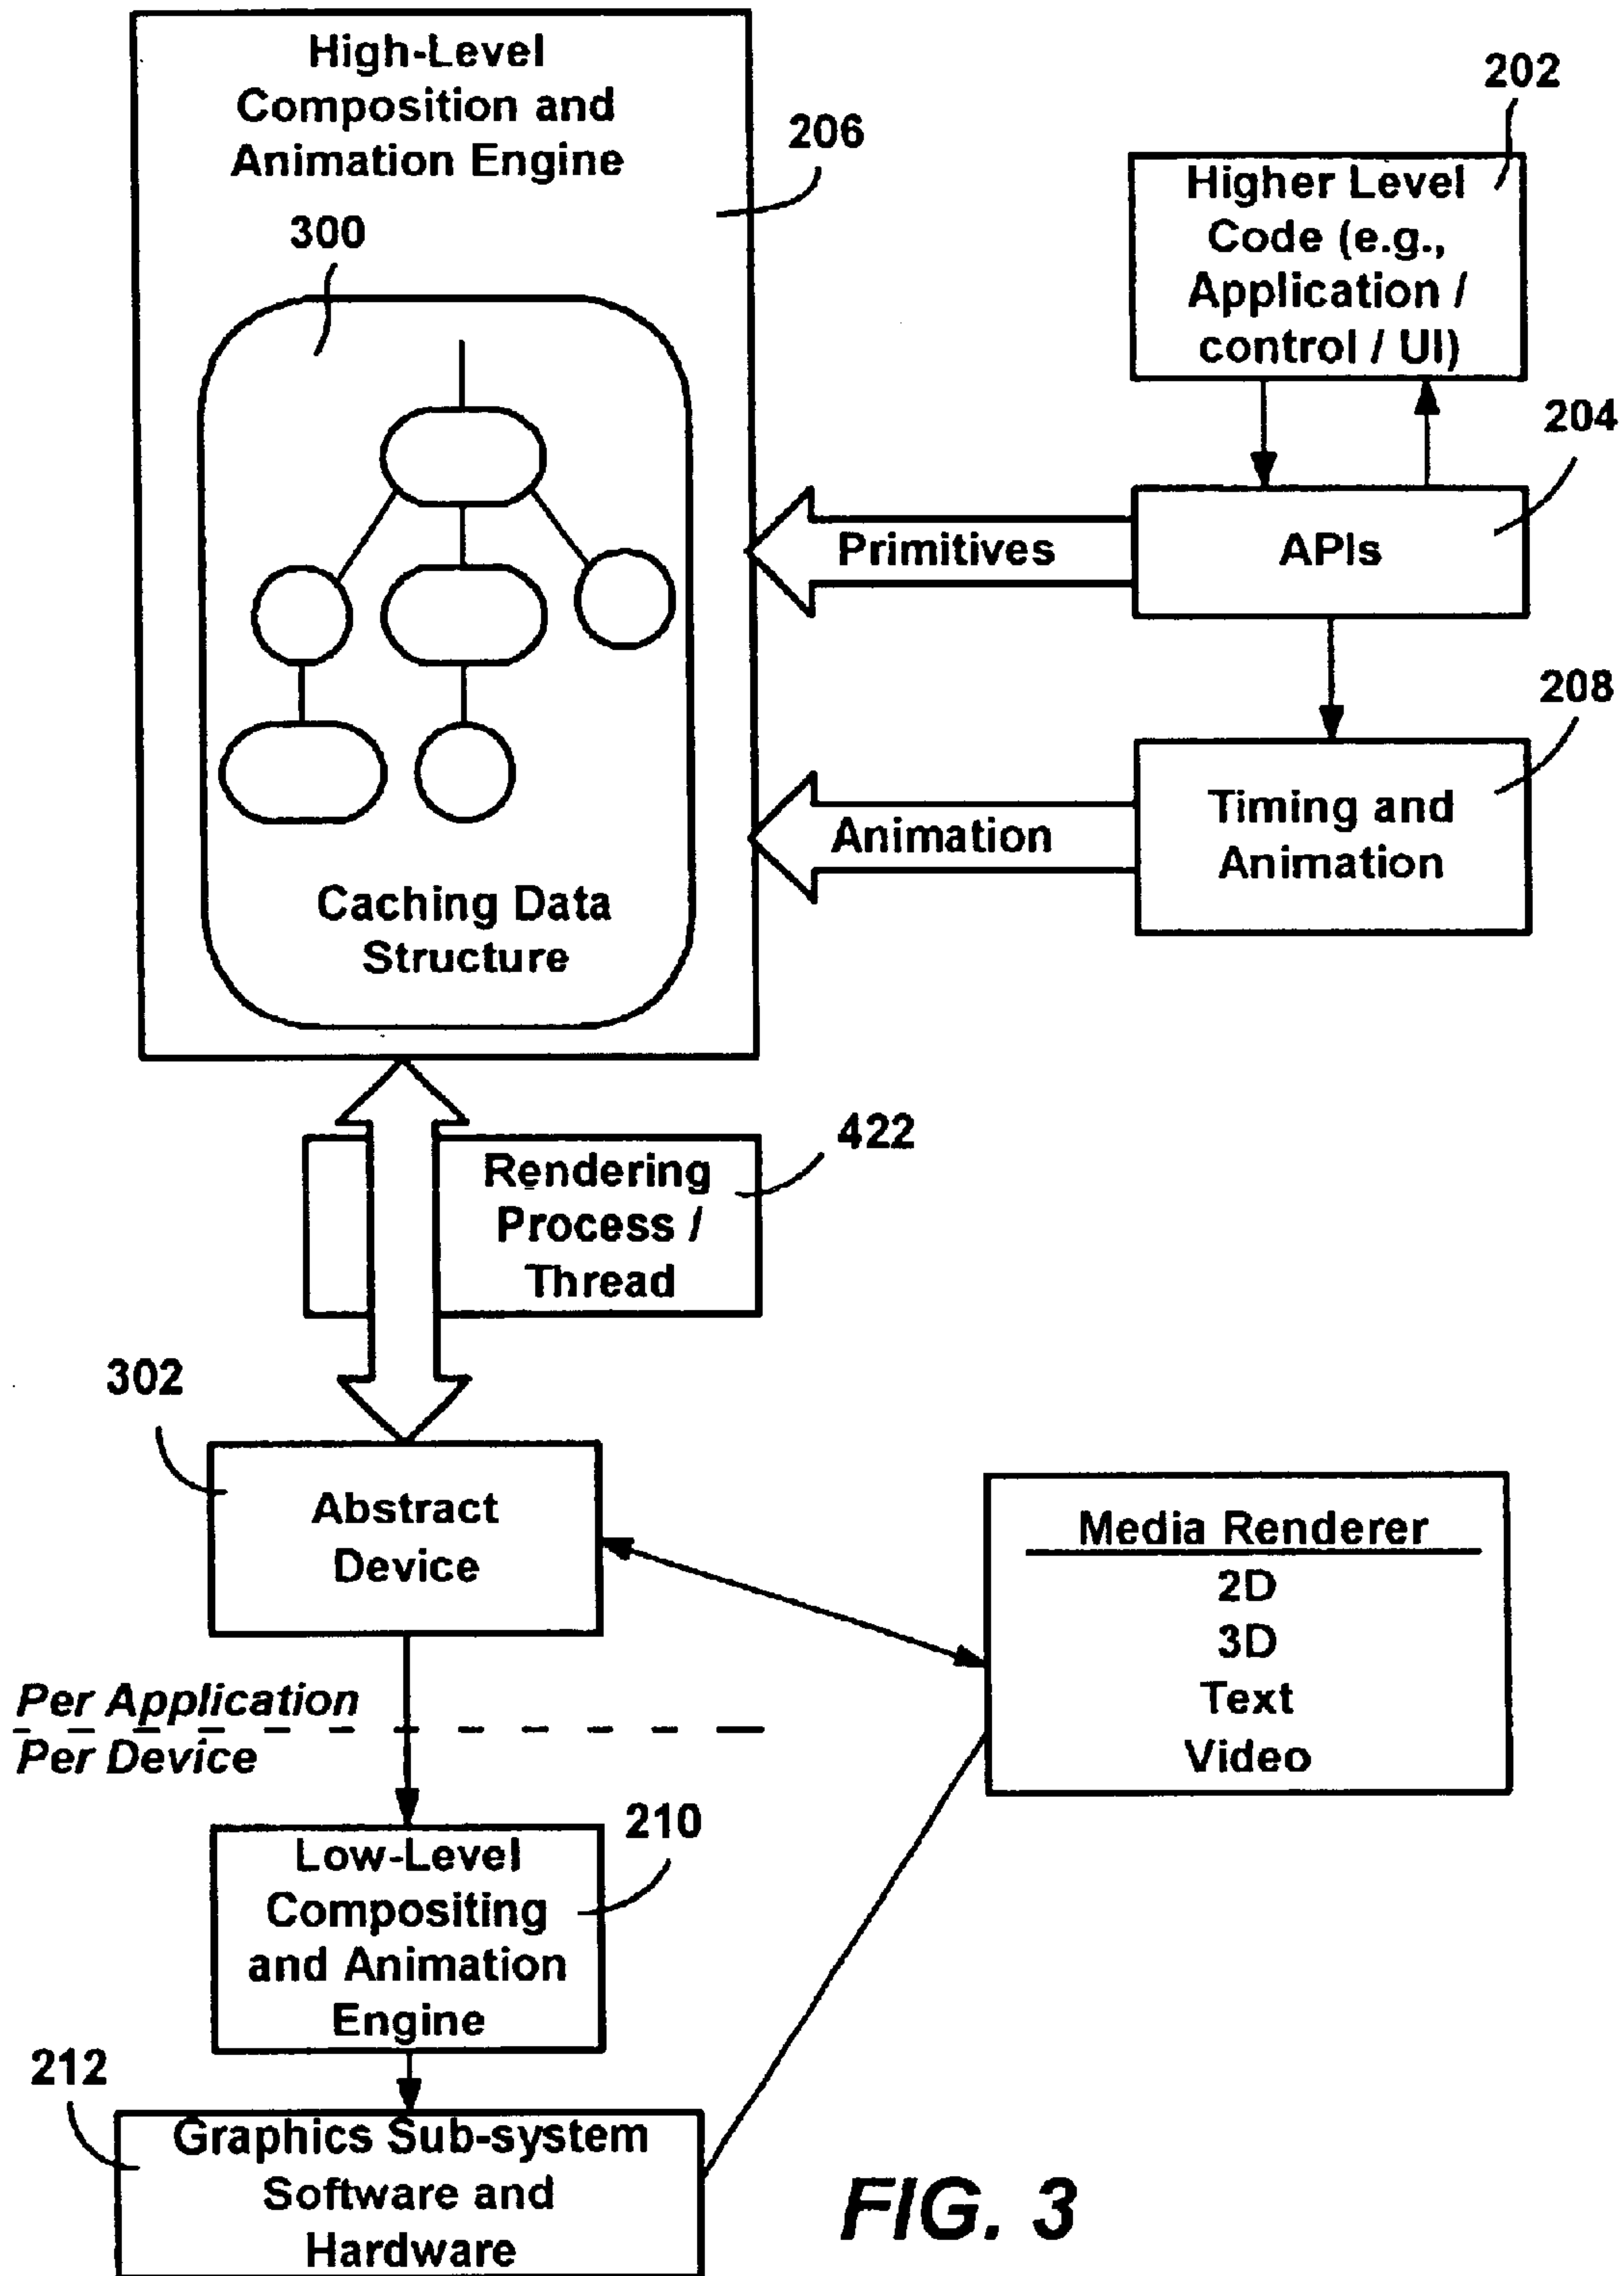 High-Level
Composition and
Animation Engine
206
300
Caching Data
Structure
202
Higher Level
Code (e.g.,
Application /
control / UI)
204
Primitives
APIs
208
Animation
Timing and
Animation
422
Rendering
Process /
Thread
302
Abstract
Device
Media Renderer
2D
3D
Text
Video
Per Application
Per Device
210
Low-Level
Compositing
and Animation
Engine
212
Graphics Sub-system
Software and
Hardware
FIG. 3